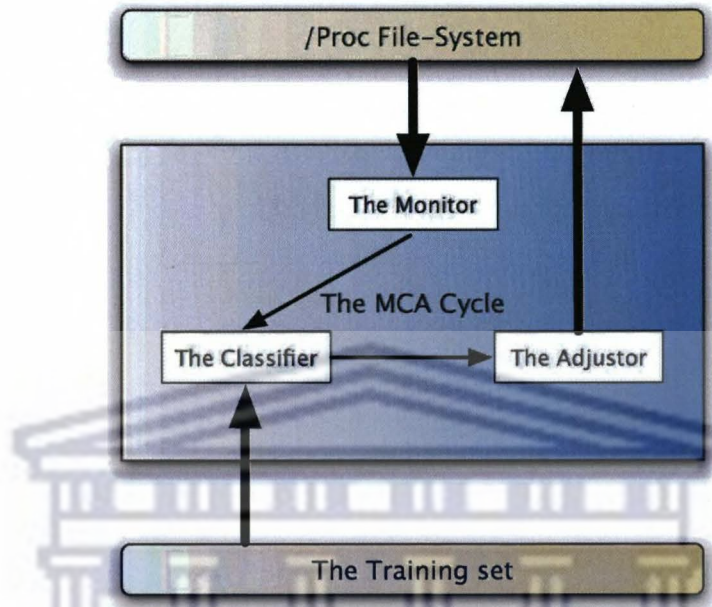 /Proc File-System
The Monitor
The MCA Cycle
The Classifier
The Adjustor
The Training set